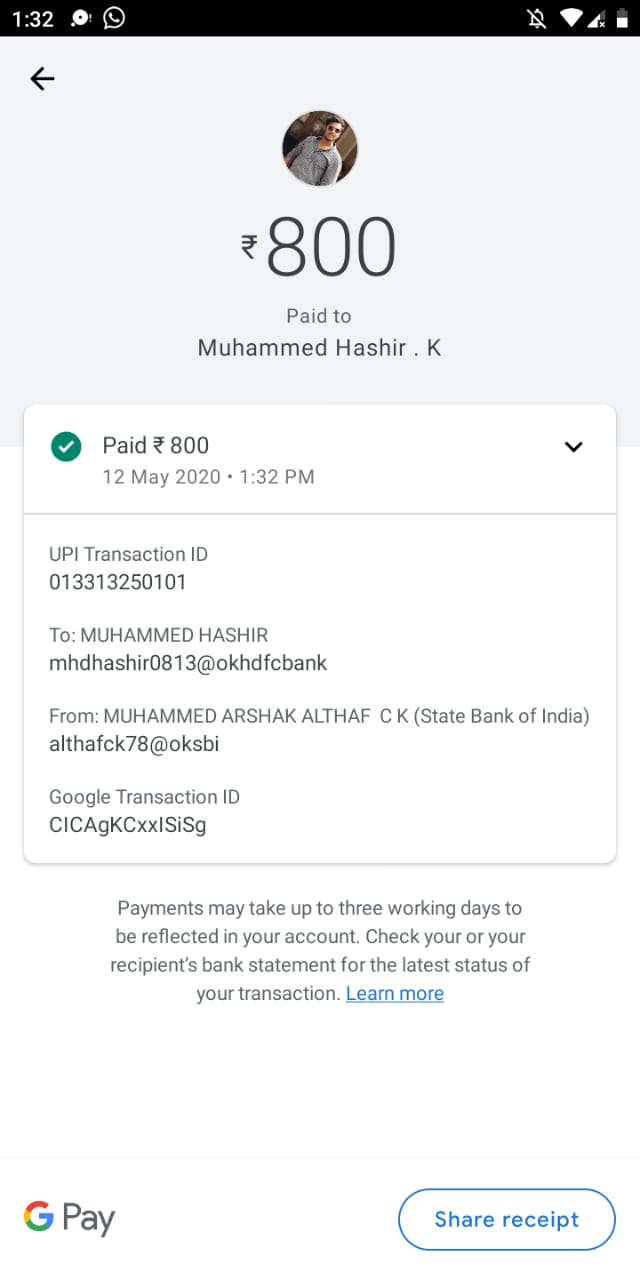 1:32
₹800
Paid to
Muhammed Hashir . K
Paid ₹ 800
12 May 2020 • 1:32 PM
UPI Transaction ID
013313250101
To: MUHAMMED HASHIR
mhdhashir0813@okhdfcbank
From: MUHAMMED ARSHAK ALTHAF  C K (State Bank of India)
althafck78@oksbi
Google Transaction ID
CICAgKCxxISiSg
Payments may take up to three working days to
be reflected in your account. Check your or your
recipient's bank statement for the latest status of
your transaction. Learn more
G Pay
Share receipt